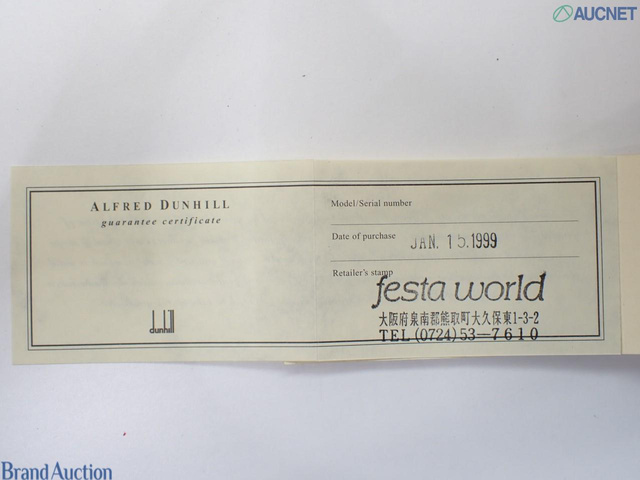 AUCNET
ALFRED DUNHILL
guarantee certificate
dunhill
Model/Serial number
Date of purchase JAN. 15.1999
Retailer's stamp
festa world
大阪府泉南郡熊取町大久保東1-3-2
TEL (0724) 53-7610
Brand Auction